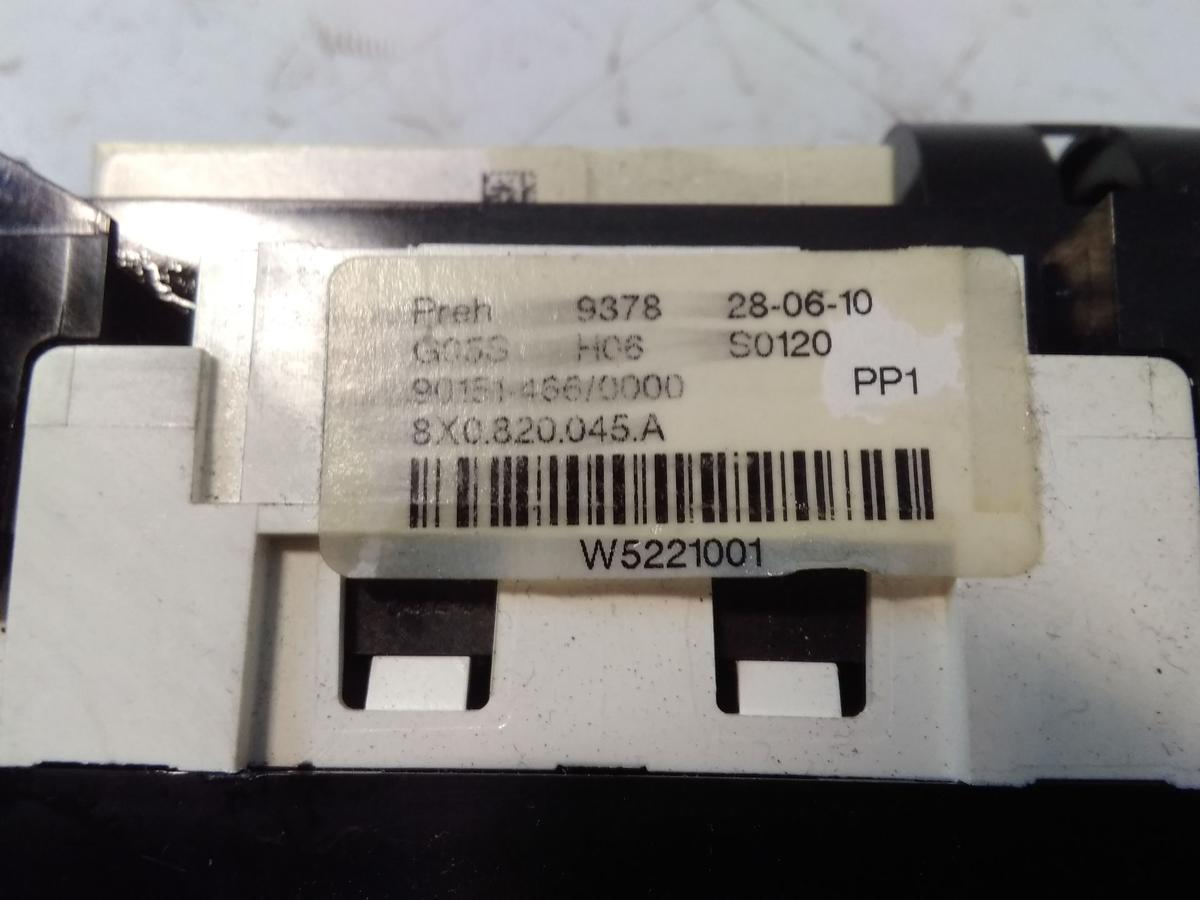 Preh 9378 28-06-10
G05S H06 S0120
90151-466/0000 PP1
8X0.820.045.A
W5221001